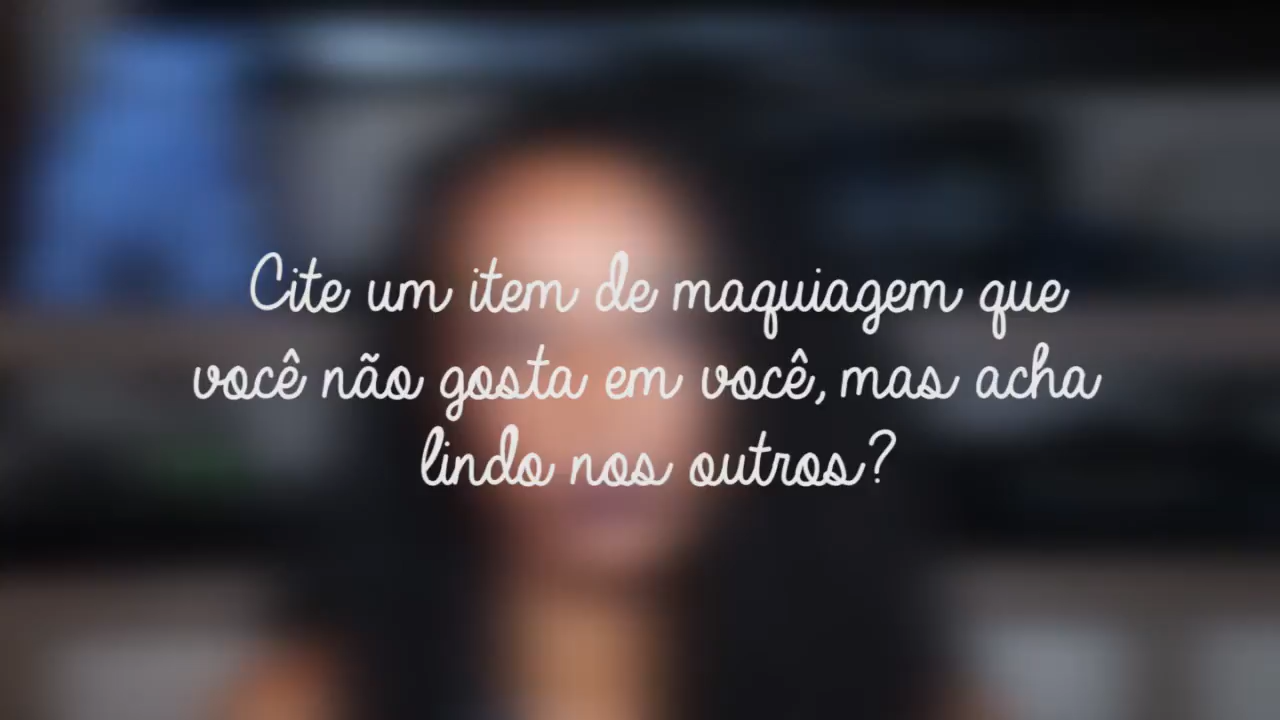 Cite um item de maquiagem que
você não gosta em você, mas acha
lindo nos outros?